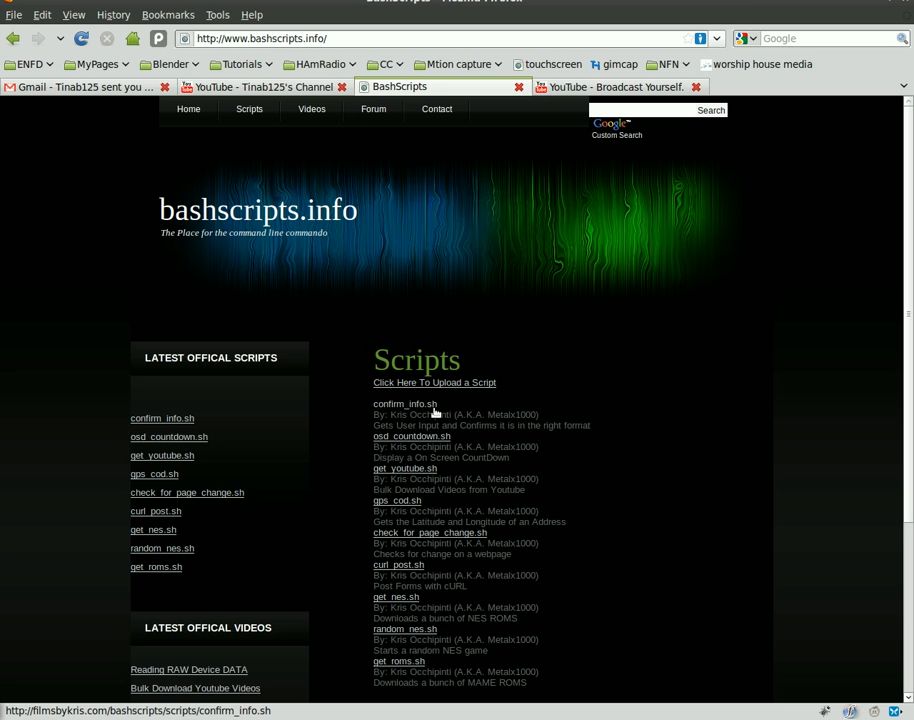 File Edit View History Bookmarks Tools Help
http://www.bashscripts.info/ Google
ENFD MyPages Blender Tutorials HAmRadio CC Mtion capture touchscreen gimcap NFN worship house media
Gmail - Tinab125 sent you ... YouTube - Tinab125's Channel BashScripts YouTube - Broadcast Yourself.
Home Scripts Videos Forum Contact Search
Google™
Custom Search
bashscripts.info
The Place for the command line commando
LATEST OFFICAL SCRIPTS
confirm_info.sh
osd_countdown.sh
get_youtube.sh
gps_cod.sh
check_for_page_change.sh
curl_post.sh
get_nes.sh
random_nes.sh
get_roms.sh
LATEST OFFICAL VIDEOS
Reading RAW Device DATA
Bulk Download Youtube Videos
Scripts
Click Here To Upload a Script
confirm_info.sh
By: Kris Occhipinti (A.K.A. Metalx1000)
Gets User Input and Confirms it is in the right format
osd_countdown.sh
By: Kris Occhipinti (A.K.A. Metalx1000)
Display a On Screen CountDown
get_youtube.sh
By: Kris Occhipinti (A.K.A. Metalx1000)
Bulk Download Videos from Youtube
gps_cod.sh
By: Kris Occhipinti (A.K.A. Metalx1000)
Gets the Latitude and Longitude of an Address
check_for_page_change.sh
By: Kris Occhipinti (A.K.A. Metalx1000)
Checks for change on a webpage
curl_post.sh
By: Kris Occhipinti (A.K.A. Metalx1000)
Post Forms with cURL
get_nes.sh
By: Kris Occhipinti (A.K.A. Metalx1000)
Downloads a bunch of NES ROMS
random_nes.sh
By: Kris Occhipinti (A.K.A. Metalx1000)
Starts a random NES game
get_roms.sh
By: Kris Occhipinti (A.K.A. Metalx1000)
Downloads a bunch of MAME ROMS
http://filmsbykris.com/bashscripts/scripts/confirm_info.sh